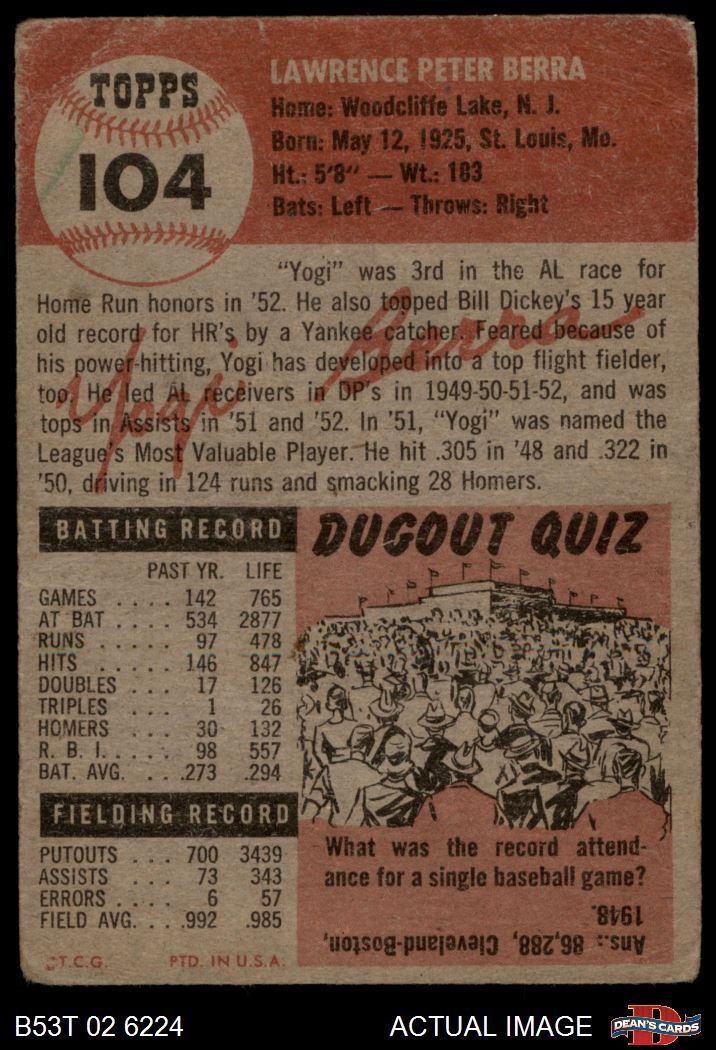 TOPPS
104
LAWRENCE PETER BERRA
Home: Woodcliffe Lake, N. J.
Born: May 12, 1925, St. Louis, Mo.
Ht.: 5'8" — Wt.: 183
Bats: Left — Throws: Right
"Yogi" was 3rd in the AL race for
Home Run honors in '52. He also topped Bill Dickey's 15 year
old record for HR's by a Yankee catcher. Feared because of
his power-hitting, Yogi has developed into a top flight fielder,
too. He led AL receivers in DP's in 1949-50-51-52, and was
tops in Assists in '51 and '52. In '51, "Yogi" was named the
League's Most Valuable Player. He hit .305 in '48 and .322 in
'50, driving in 124 runs and smacking 28 Homers.
Yogi Berra
BATTING RECORD
PAST YR. LIFE
GAMES . . . . 142 765
AT BAT . . . . 534 2877
RUNS . . . . . 97 478
HITS . . . . . 146 847
DOUBLES . . . 17 126
TRIPLES . . . 1 26
HOMERS . . . 30 132
R. B. I. . . . . 98 557
BAT. AVG. . . .273 .294
FIELDING RECORD
PUTOUTS . . . 700 3439
ASSISTS . . . 73 343
ERRORS . . . . 6 57
FIELD AVG. . . .992 .985
T.C.G. PTD. IN U.S.A.
DUGOUT QUIZ
What was the record attend-
ance for a single baseball game?
Ans.: 86,288, Cleveland-Boston,
1948.
B53T 02 6224
ACTUAL IMAGE
D
DEAN'S CARDS